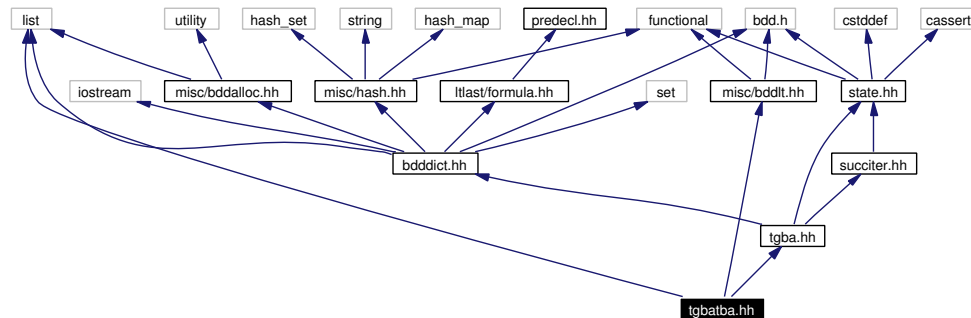 list
utility
hash_set
string
hash_map
predecl.hh
functional
bdd.h
cstddef
cassert
iostream
misc/bddalloc.hh
misc/hash.hh
ltlast/formula.hh
set
misc/bddlt.hh
state.hh
bdddict.hh
succiter.hh
tgba.hh
tgbatba.hh